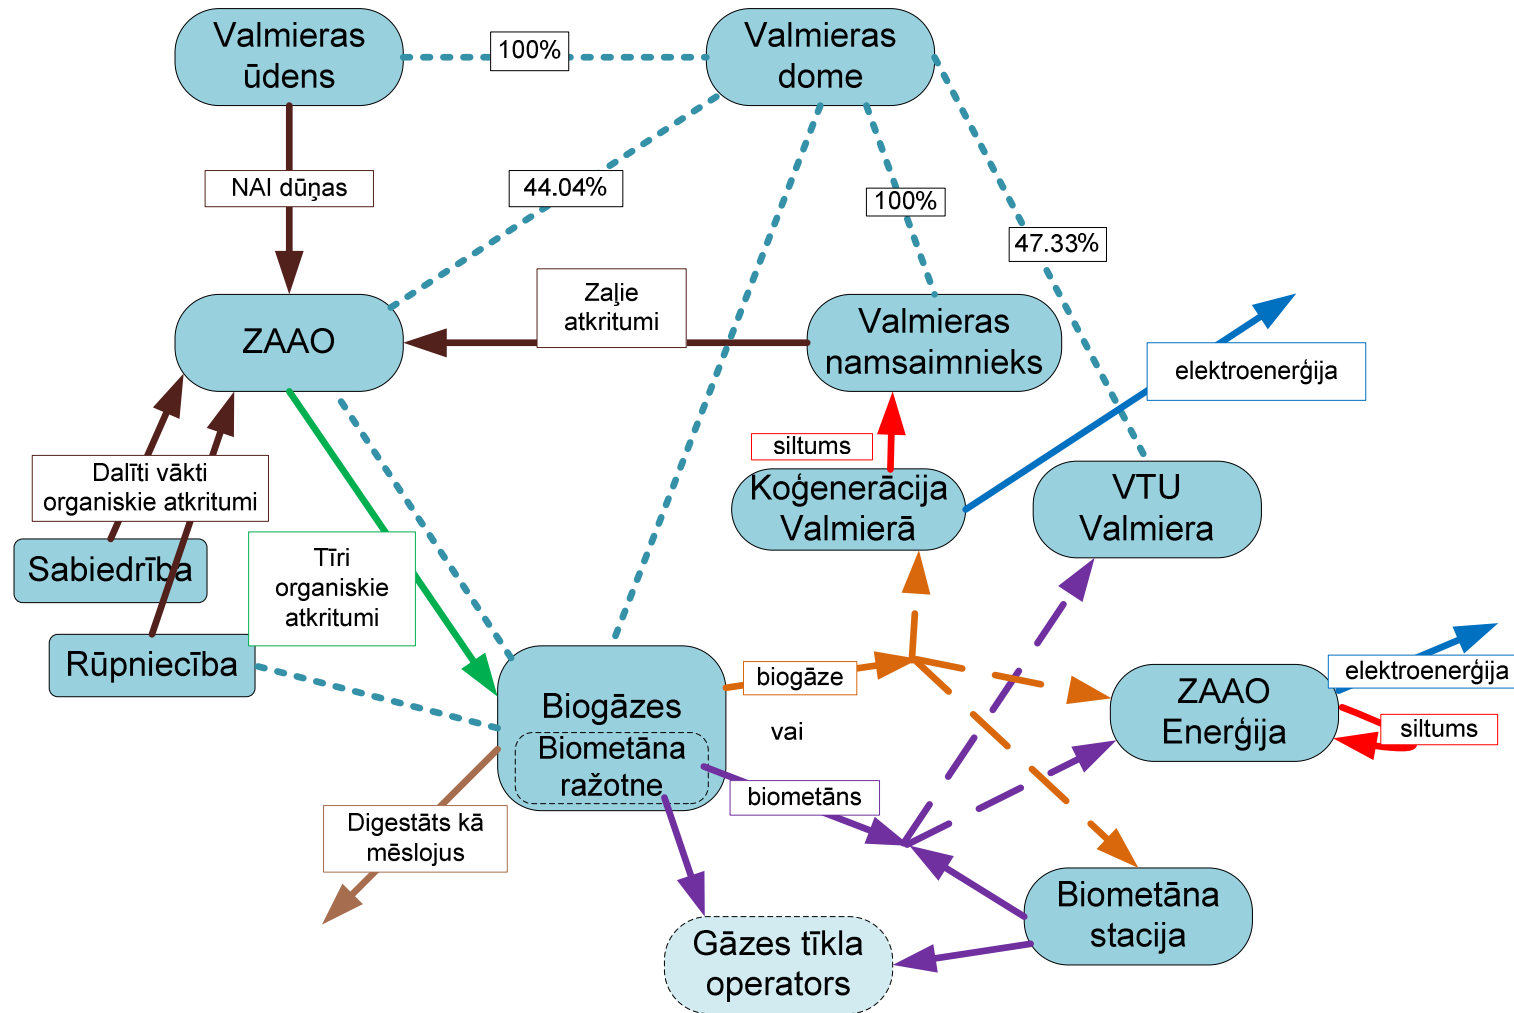 Valmieras
ūdens
100%
Valmieras
dome
NAI dūņas
44.04%
100%
47.33%
ZAAO
Zaļie
atkritumi
Valmieras
namsaimnieks
elektroenerģija
siltums
Dalīti vākti
organiskie atkritumi
Koģenerācija
Valmierā
VTU
Valmiera
Sabiedrība
Tīri
organiskie
atkritumi
Rūpniecība
biogāze
elektroenerģija
ZAAO
Enerģija
siltums
Biogāzes
vai
Biometāna
ražotne
biometāns
Digestāts kā
mēslojus
Biometāna
stacija
Gāzes tīkla
operators